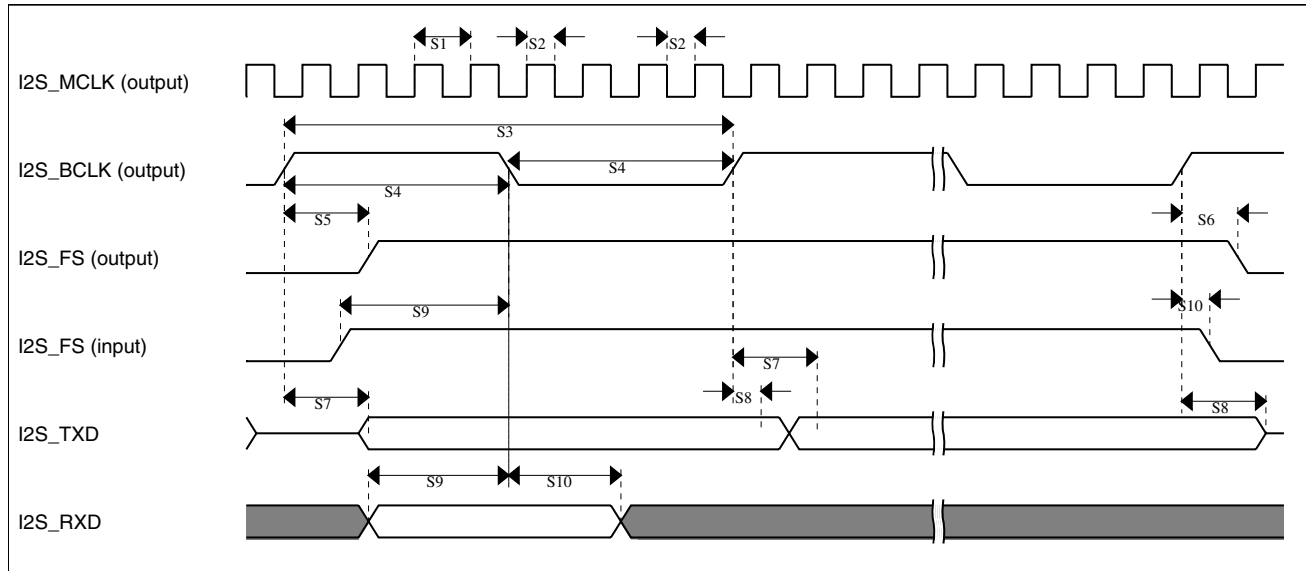 S1 S2 S2
I2S_MCLK (output)
S3
I2S_BCLK (output) S4
S4
S5 S6
I2S_FS (output)
S9 S10
I2S_FS (input)
S7
S7 S8 S8
I2S_TXD
S9 S10
I2S_RXD